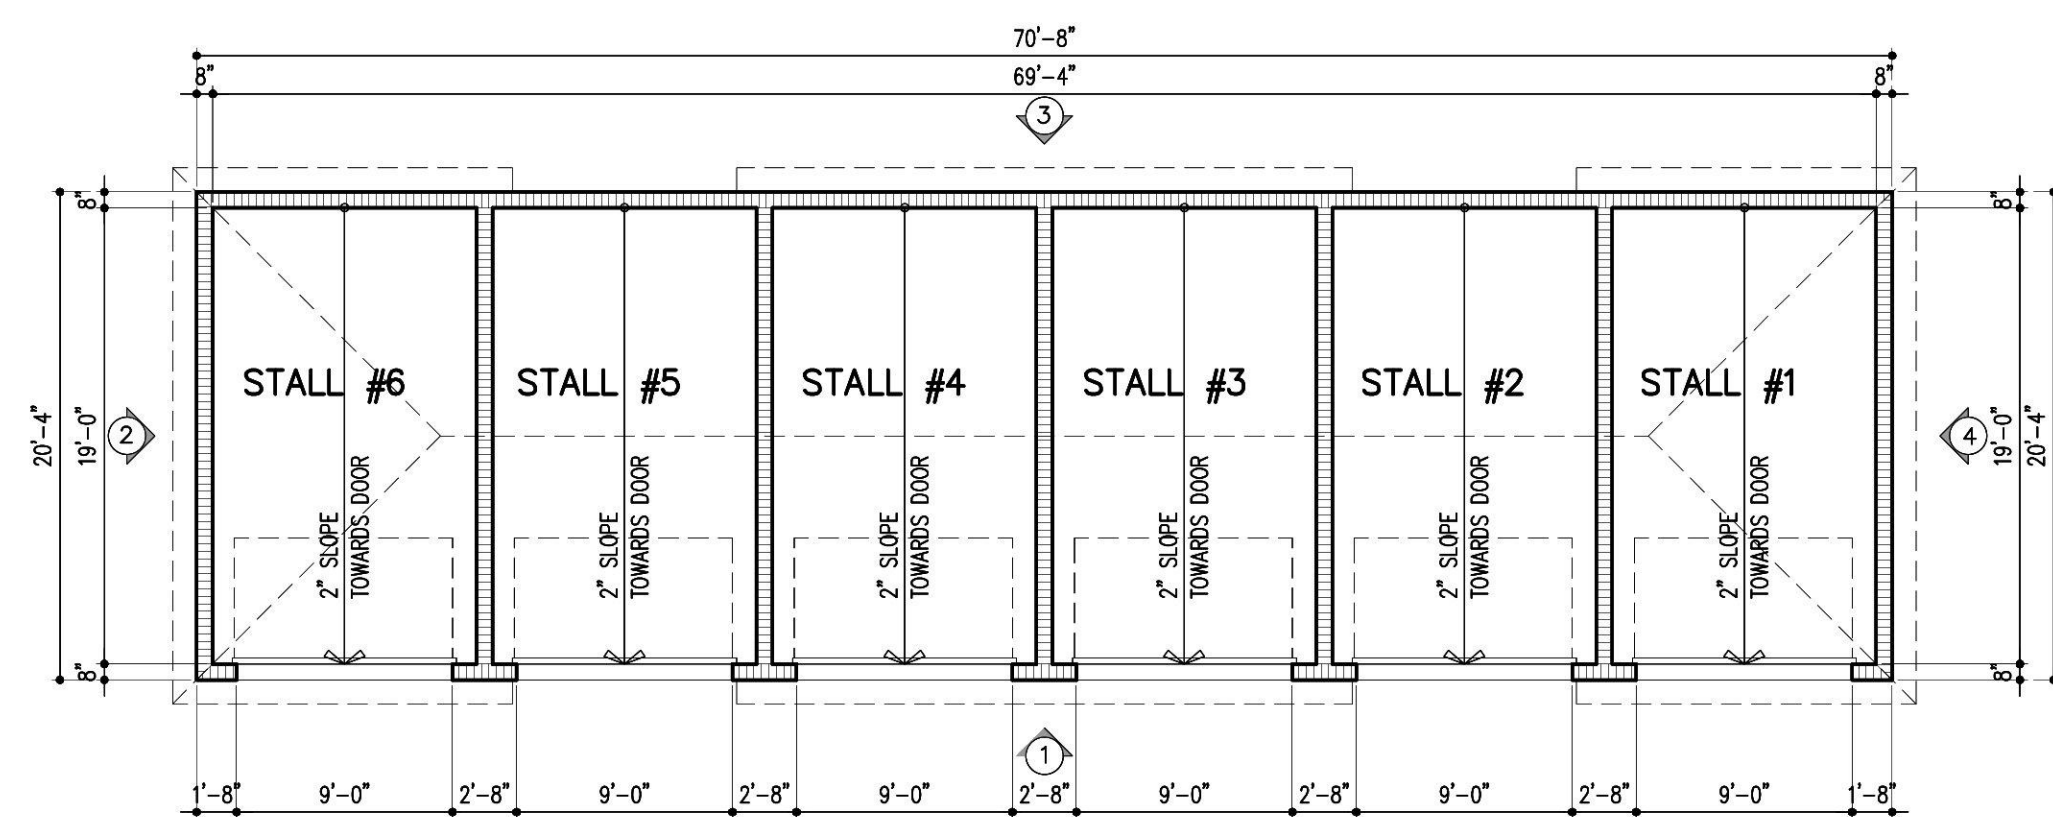 70'-8"
8" 69'-4" 8"
3
8" 8"
STALL #6 STALL #5 STALL #4 STALL #3 STALL #2 STALL #1
20'-4" 19'-0" 2 4 19'-0" 20'-4"
2" SLOPE
TOWARDS DOOR
2" SLOPE
TOWARDS DOOR
2" SLOPE
TOWARDS DOOR
2" SLOPE
TOWARDS DOOR
2" SLOPE
TOWARDS DOOR
2" SLOPE
TOWARDS DOOR
8" 8"
1
1'-8" 9'-0" 2'-8" 9'-0" 2'-8" 9'-0" 2'-8" 9'-0" 2'-8" 9'-0" 2'-8" 9'-0" 1'-8"